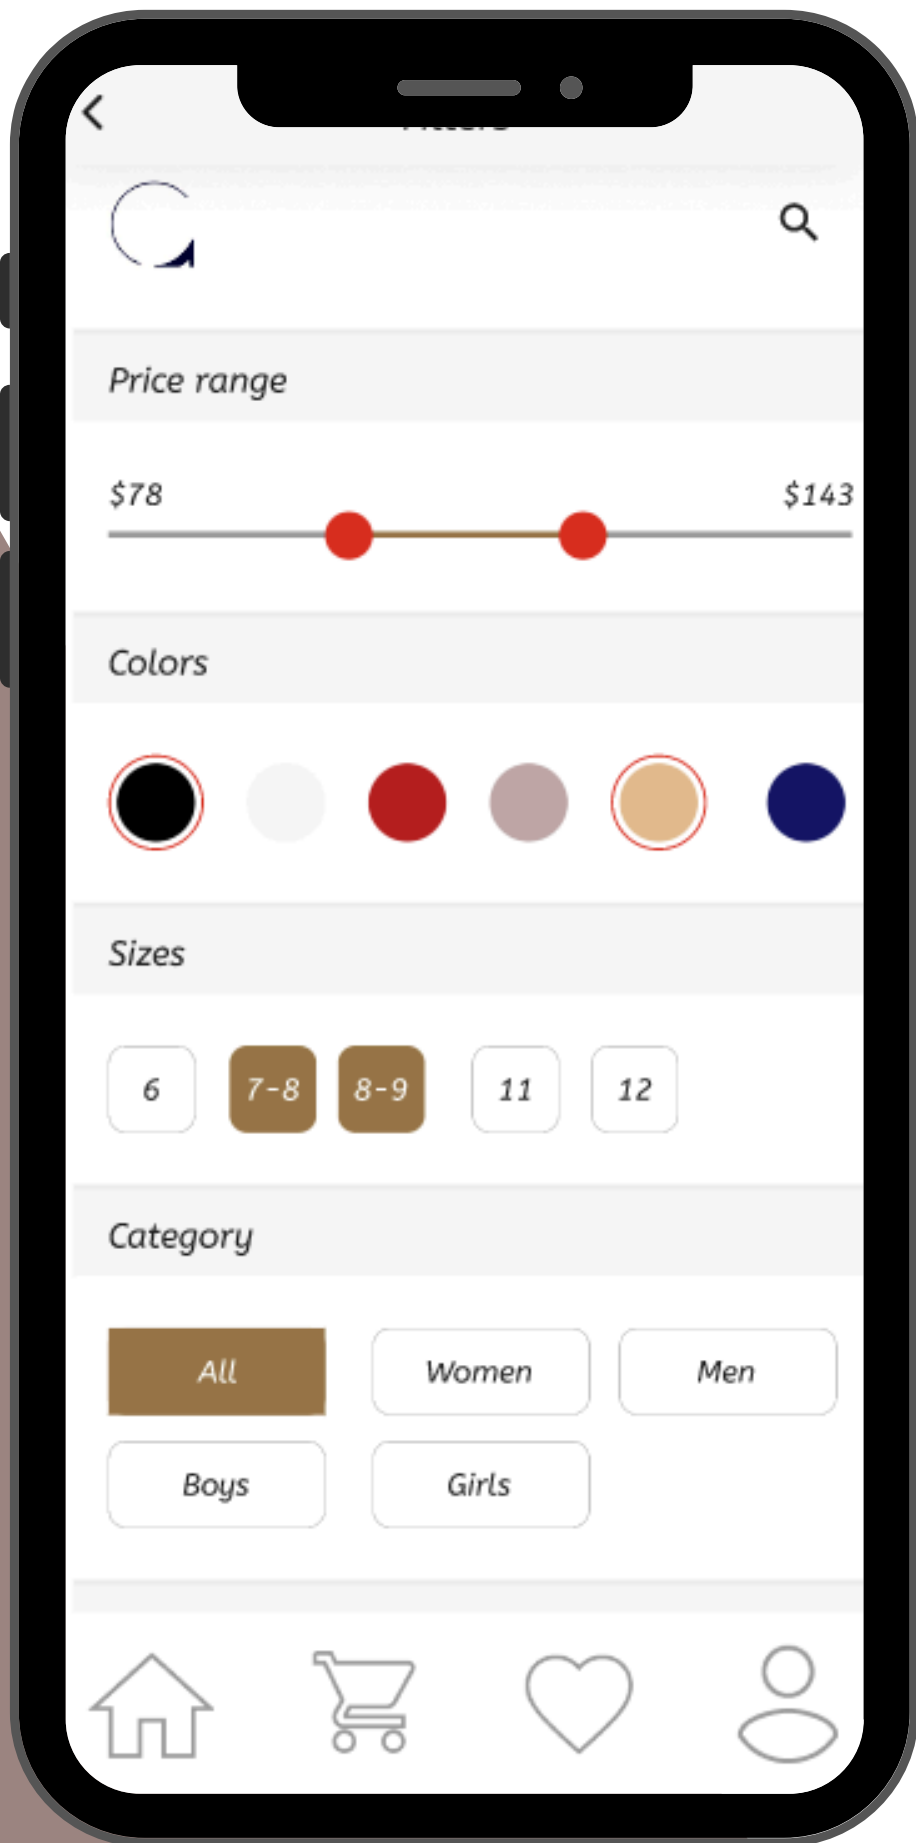 Price range
$78 $143
Colors
Sizes
6 7-8 8-9 11 12
Category
All Women Men
Boys Girls